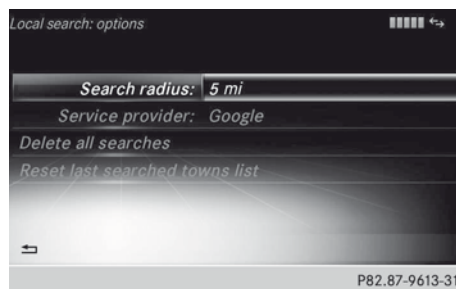 Local search: options
Search radius: 5 mi
Service provider: Google
Delete all searches
Reset last searched towns list
P82.87-9613-31